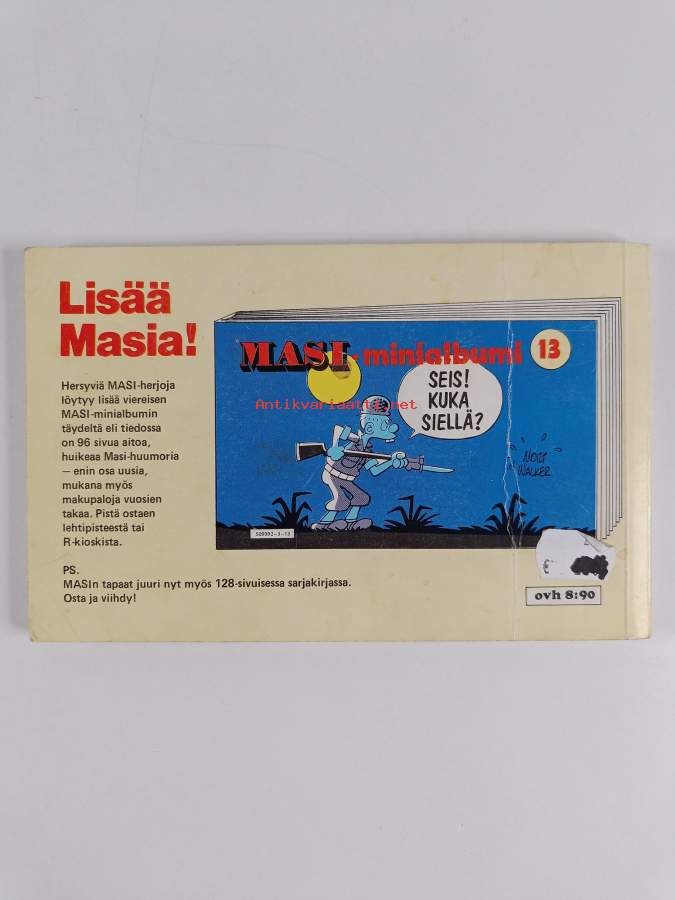 Lisää
Masia!
Hersyviä MASI-herjoja
löytyy lisää viereisen
MASI-minialbumin
täydeltä eli tiedossa
on 96 sivua aitoa,
huikeaa Masi-huumoria
— enin osa uusia,
mukana myös
makupaloja vuosien
takaa. Pistä ostaen
lehtipisteestä tai
R-kioskista.
PS.
MASIn tapaat juuri nyt myös 128-sivuisessa sarjakirjassa.
Osta ja viihdy!
MASI-minialbumi 13
SEIS!
KUKA
SIELLÄ?
Antikvariaatti.net
MORT
WALKER
509992-3-13
€
ovh 8:90